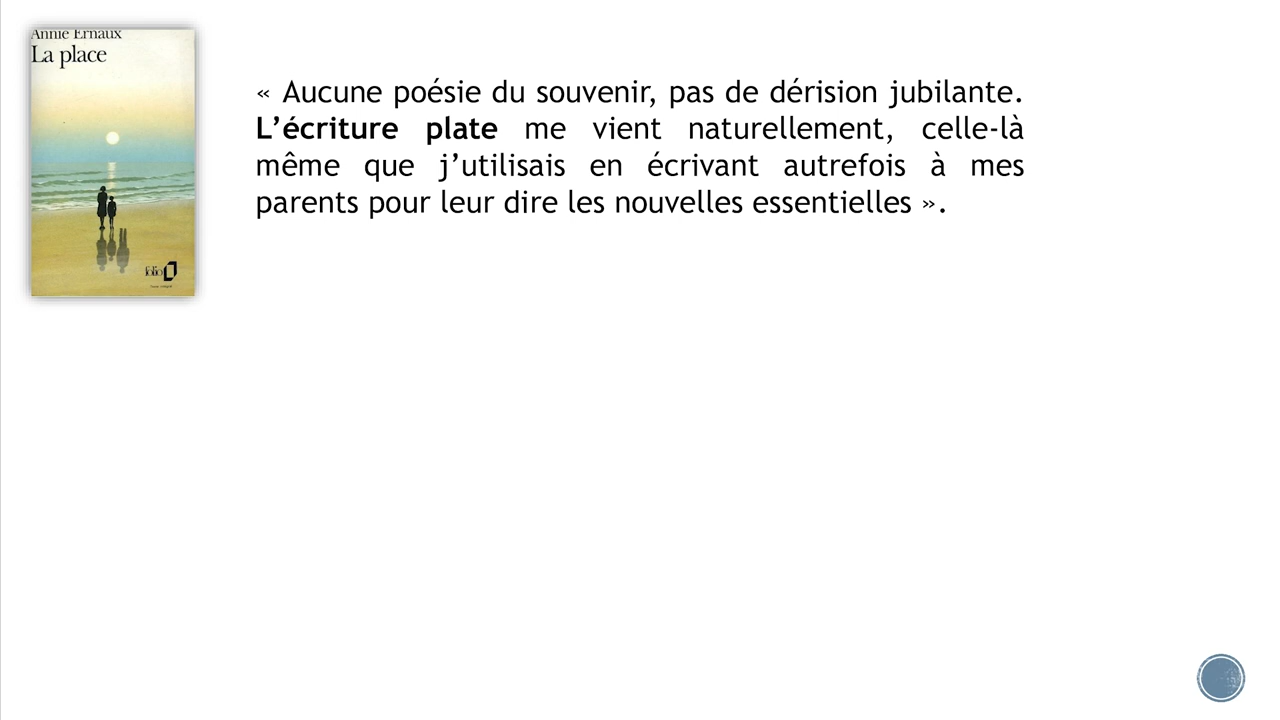 Annie Ernaux
La place
« Aucune poésie du souvenir, pas de dérision jubilante.
L’écriture plate me vient naturellement, celle-là
même que j’utilisais en écrivant autrefois à mes
parents pour leur dire les nouvelles essentielles ».
folio